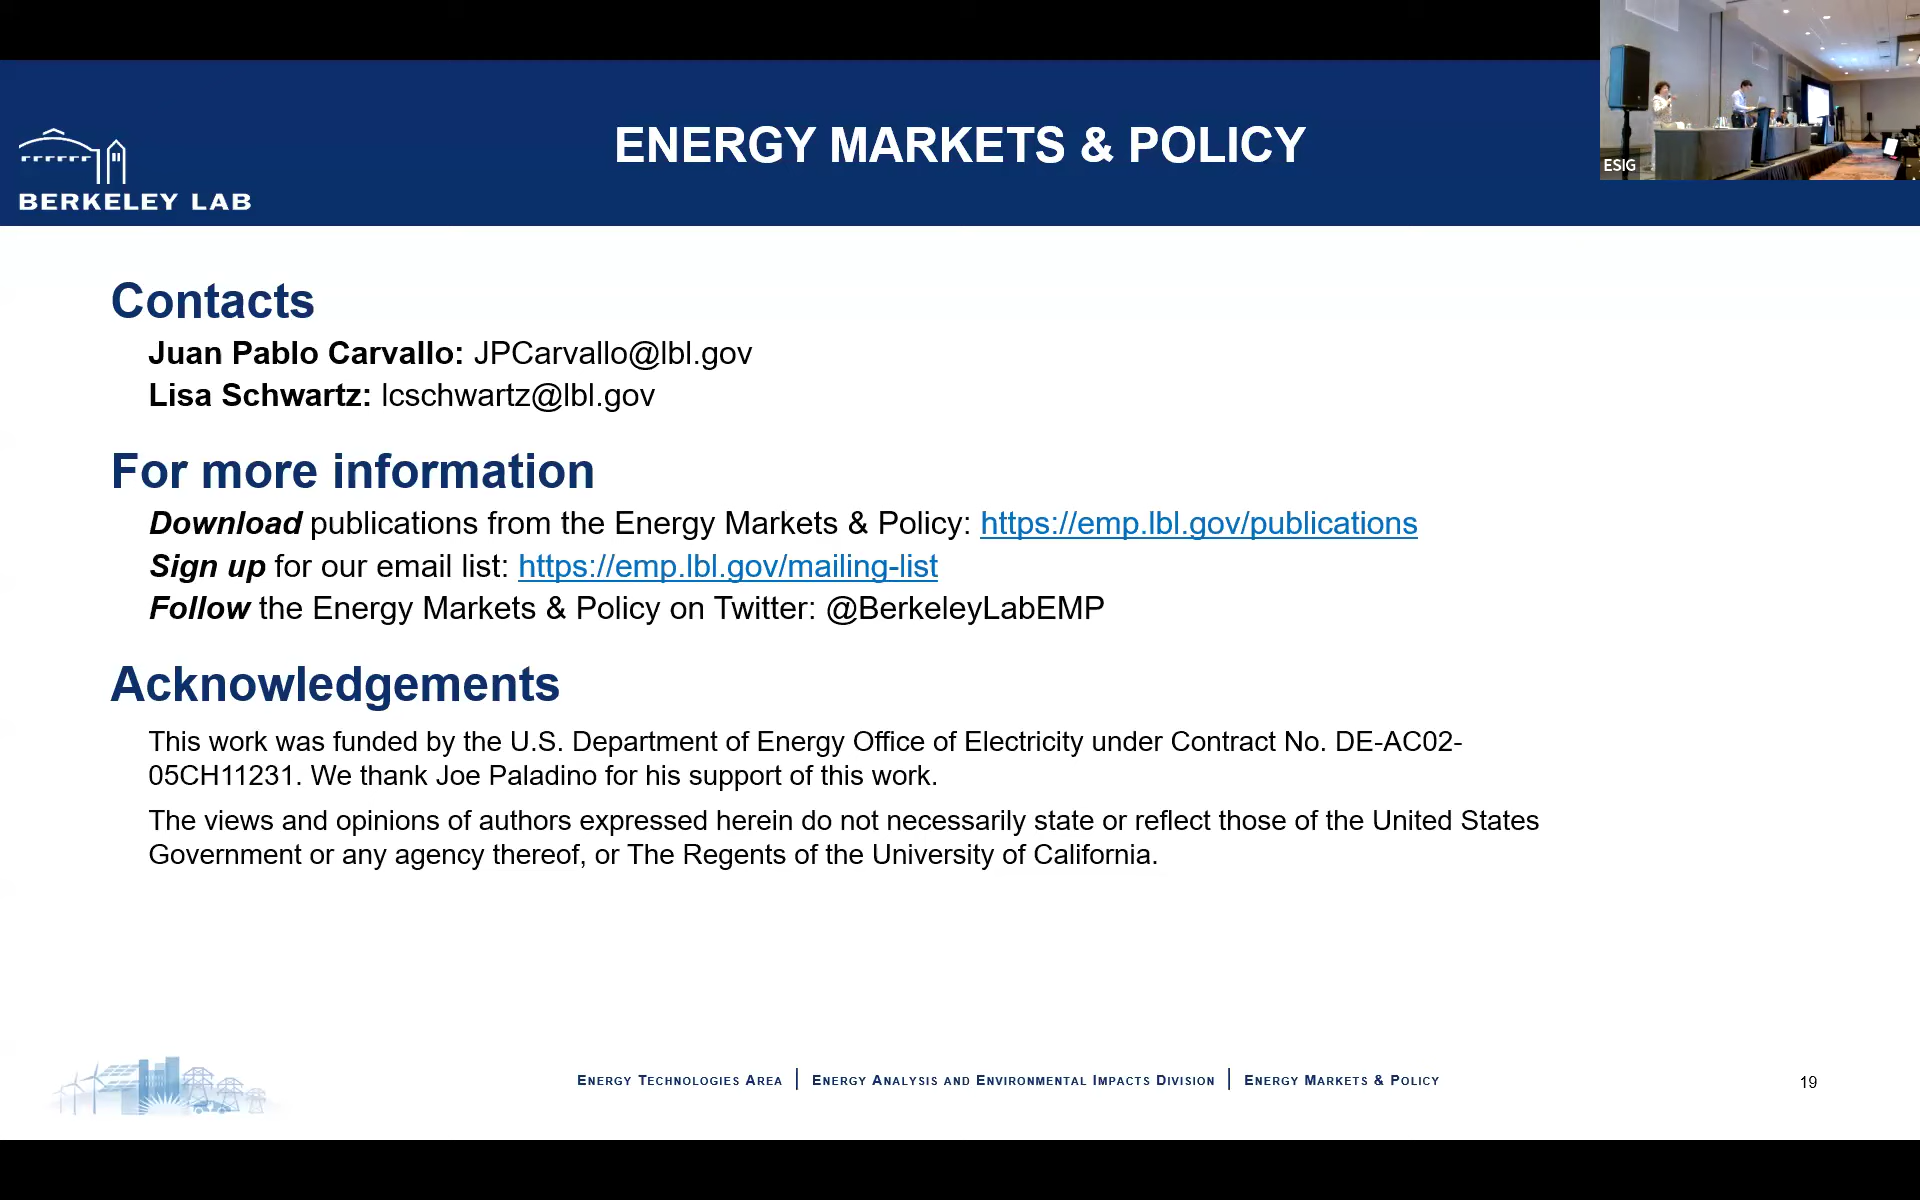 ENERGY MARKETS & POLICY
BERKELEY LAB
ESIG
Contacts
Juan Pablo Carvallo: JPCarvallo@lbl.gov
Lisa Schwartz: lcschwartz@lbl.gov
For more information
Download publications from the Energy Markets & Policy: https://emp.lbl.gov/publications
Sign up for our email list: https://emp.lbl.gov/mailing-list
Follow the Energy Markets & Policy on Twitter: @BerkeleyLabEMP
Acknowledgements
This work was funded by the U.S. Department of Energy Office of Electricity under Contract No. DE-AC02-
05CH11231. We thank Joe Paladino for his support of this work.
The views and opinions of authors expressed herein do not necessarily state or reflect those of the United States
Government or any agency thereof, or The Regents of the University of California.
ENERGY TECHNOLOGIES AREA | ENERGY ANALYSIS AND ENVIRONMENTAL IMPACTS DIVISION | ENERGY MARKETS & POLICY
19